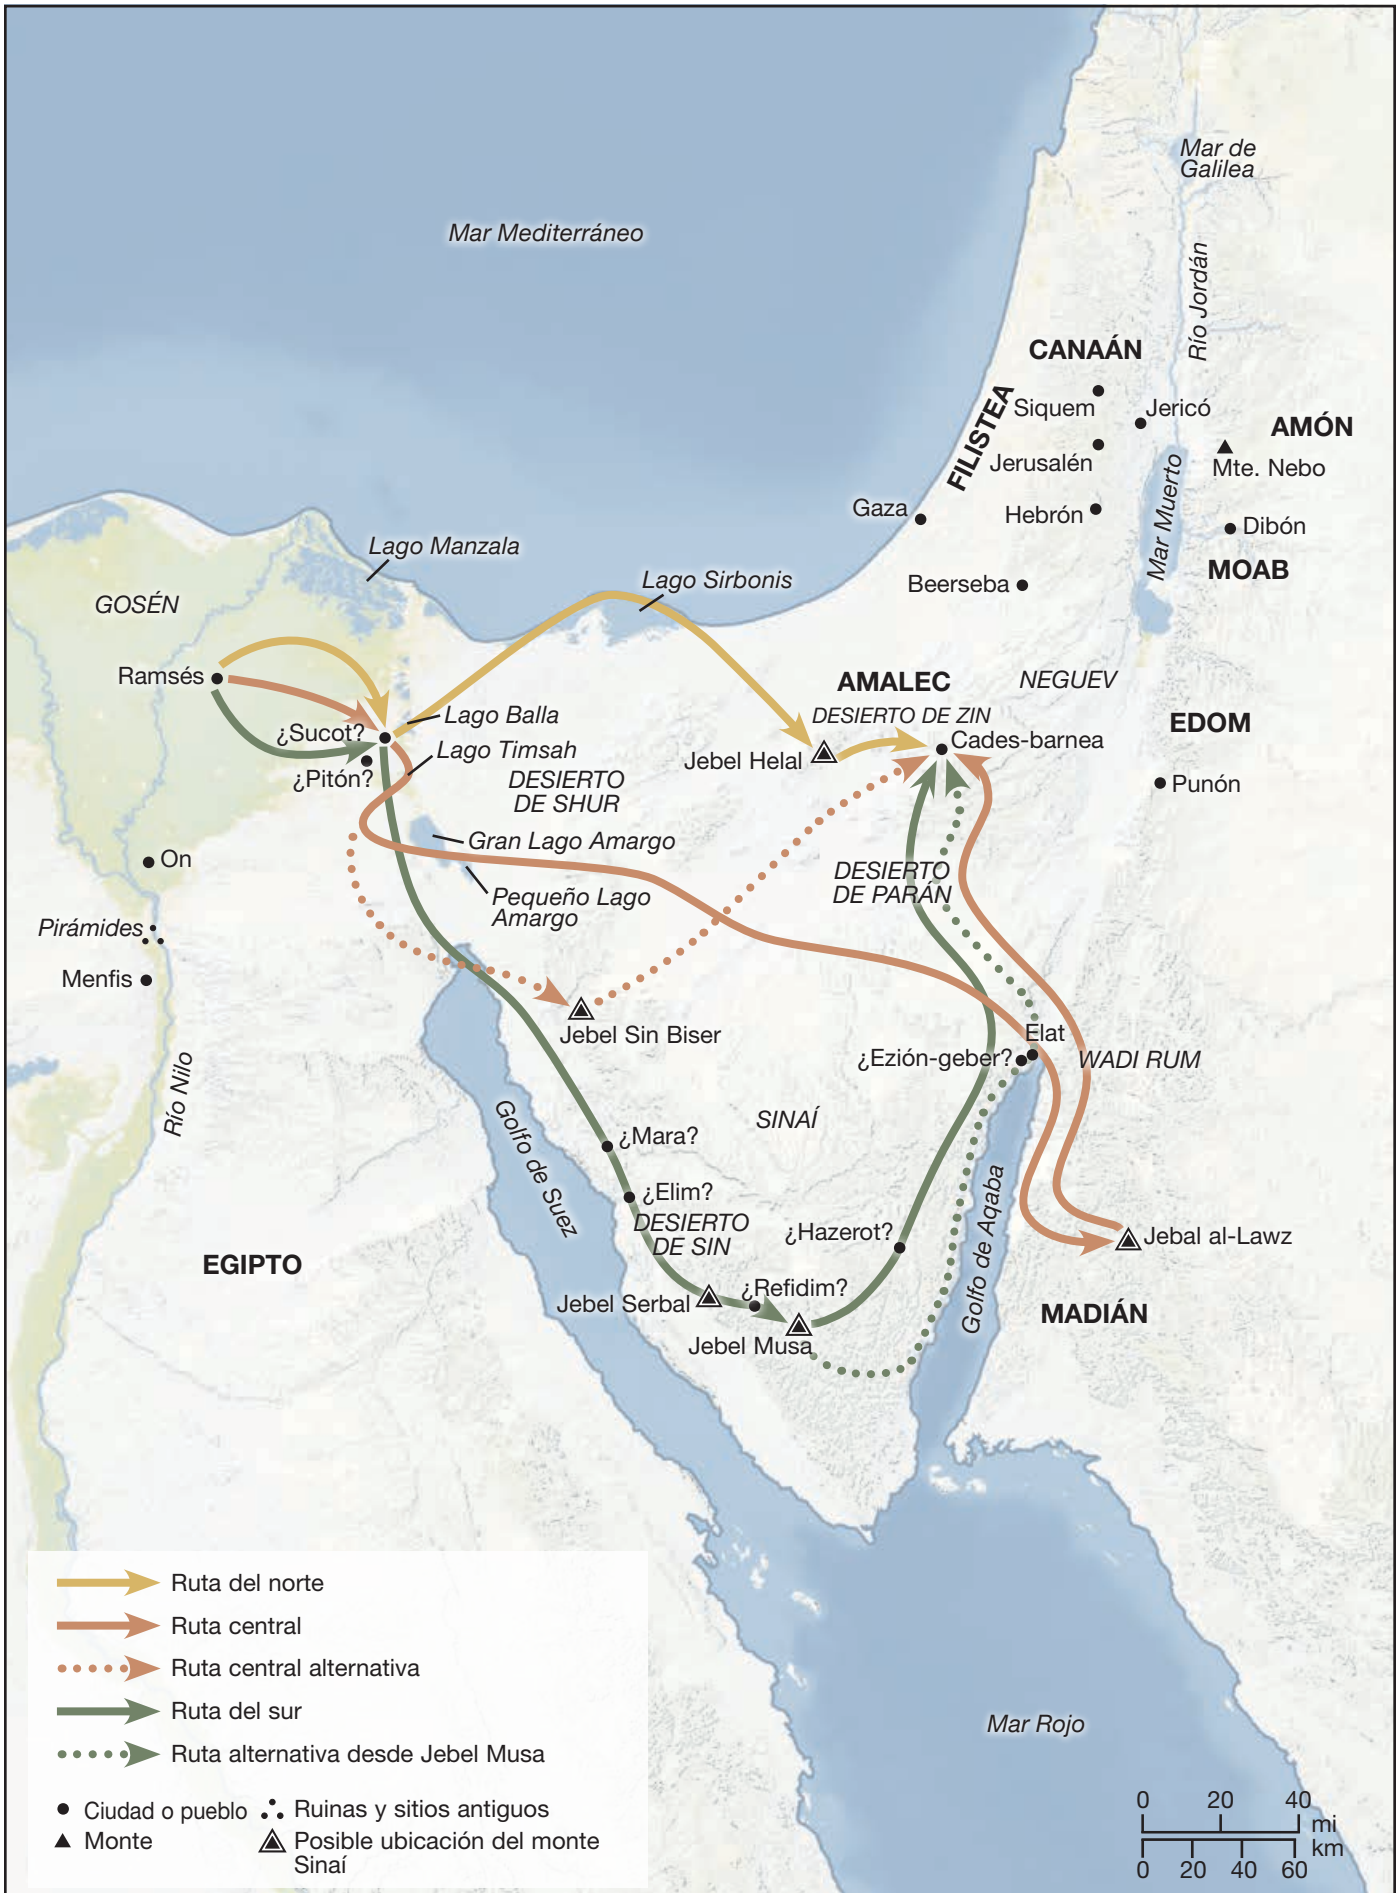 Mar de
Galilea
Mar Mediterráneo
Río Jordán
CANAÁN
Siquem
Jericó
FILISTEA
AMÓN
Jerusalén
Mte. Nebo
Mar Muerto
Gaza
Hebrón
Dibón
Lago Manzala
MOAB
Lago Sirbonis
Beerseba
GOSÉN
Ramsés
AMALEC
NEGUEV
Lago Balla
DESIERTO DE ZIN
EDOM
¿Sucot?
Cades-barnea
Lago Timsah
Jebel Helal
¿Pitón?
DESIERTO
DE SHUR
Punón
Gran Lago Amargo
On
DESIERTO
DE PARÁN
Pequeño Lago
Amargo
Pirámides
Menfis
Jebel Sin Biser
Elat
¿Ezión-geber?
WADI RUM
Río Nilo
SINAÍ
Golfo de Suez
¿Mara?
¿Elim?
DESIERTO
DE SIN
¿Hazerot?
Golfo de Aqaba
Jebal al-Lawz
EGIPTO
¿Refidim?
Jebel Serbal
MADIÁN
Jebel Musa
Ruta del norte
Ruta central
Ruta central alternativa
Ruta del sur
Ruta alternativa desde Jebel Musa
Ciudad o pueblo
Ruinas y sitios antiguos
Monte
Posible ubicación del monte
Sinaí
Mar Rojo
0 20 40
mi
km
0 20 40 60